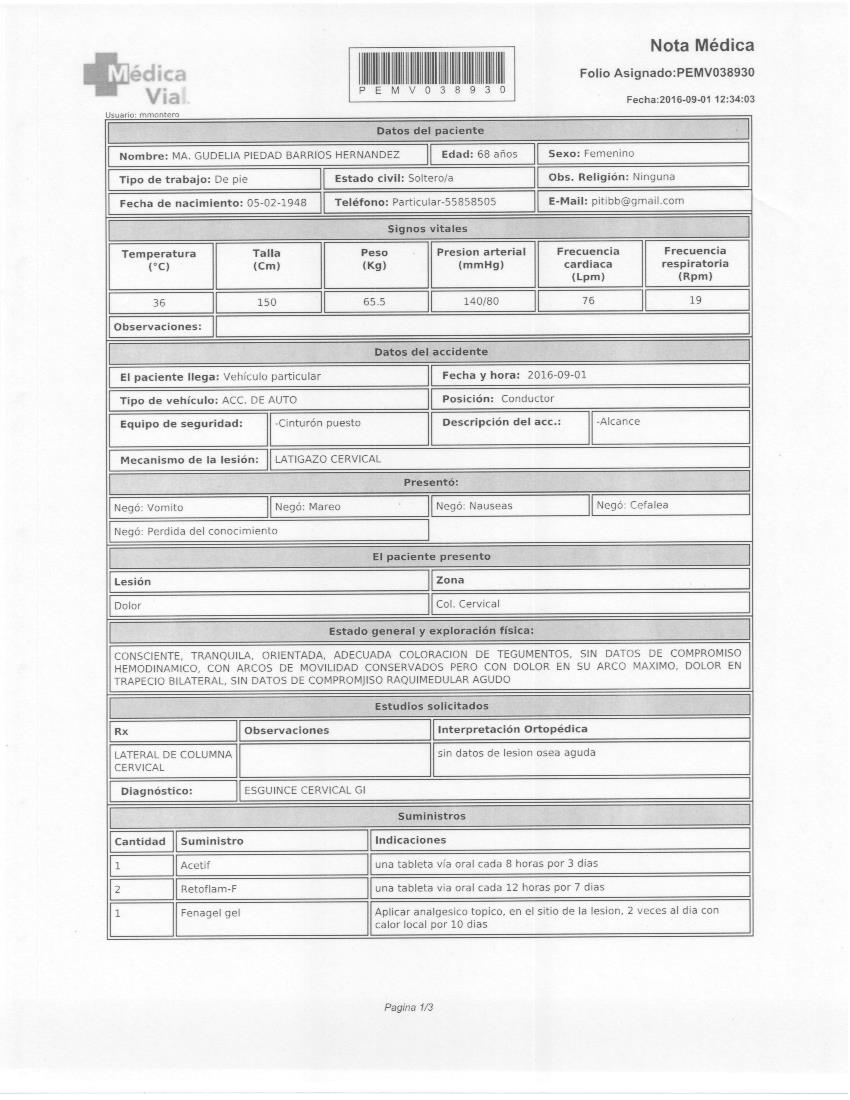 Médica
Vial.
PEMV038930
Nota Médica
Folio Asignado:PEMV038930
Fecha:2016-09-01 12:34:03
Usuario: mmontero
Datos del paciente
Nombre: MA. GUDELIA PIEDAD BARRIOS HERNANDEZ Edad: 68 años Sexo: Femenino
Tipo de trabajo: De pie Estado civil: Soltero/a Obs. Religión: Ninguna
Fecha de nacimiento: 05-02-1948 Teléfono: Particular-55858505 E-Mail: pitibb@gmail.com
Signos vitales
Temperatura (°C) Talla (Cm) Peso (Kg) Presion arterial (mmHg) Frecuencia cardiaca (Lpm) Frecuencia respiratoria (Rpm)
36 150 65.5 140/80 76 19
Observaciones:
Datos del accidente
El paciente llega: Vehículo particular Fecha y hora: 2016-09-01
Tipo de vehículo: ACC. DE AUTO Posición: Conductor
Equipo de seguridad: -Cinturón puesto Descripción del acc.: -Alcance
Mecanismo de la lesión: LATIGAZO CERVICAL
Presentó:
Negó: Vomito Negó: Mareo Negó: Nauseas Negó: Cefalea
Negó: Perdida del conocimiento
El paciente presento
Lesión Zona
Dolor Col. Cervical
Estado general y exploración física:
CONSCIENTE, TRANQUILA, ORIENTADA, ADECUADA COLORACION DE TEGUMENTOS, SIN DATOS DE COMPROMISO
HEMODINAMICO, CON ARCOS DE MOVILIDAD CONSERVADOS PERO CON DOLOR EN SU ARCO MAXIMO, DOLOR EN
TRAPECIO BILATERAL, SIN DATOS DE COMPROMJISO RAQUIMEDULAR AGUDO
Estudios solicitados
Rx Observaciones Interpretación Ortopédica
LATERAL DE COLUMNA CERVICAL sin datos de lesion osea aguda
Diagnóstico: ESGUINCE CERVICAL GI
Suministros
Cantidad Suministro Indicaciones
1 Acetif una tableta vía oral cada 8 horas por 3 dias
2 Retoflam-F una tableta via oral cada 12 horas por 7 dias
1 Fenagel gel Aplicar analgesico topico, en el sitio de la lesion, 2 veces al dia con
calor local por 10 dias
Pagina 1/3